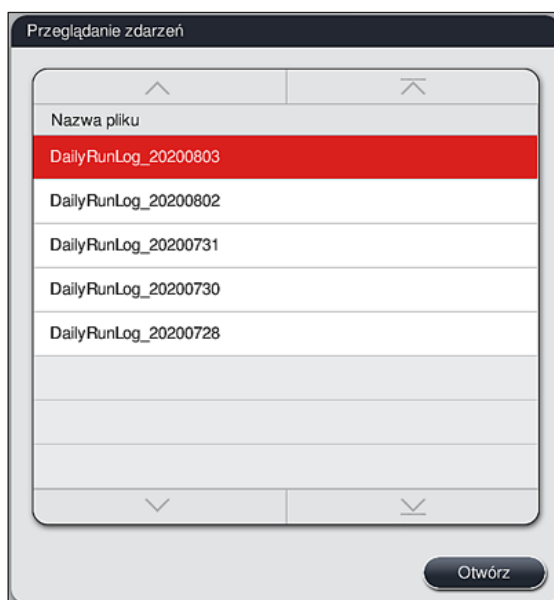 Przeglądanie zdarzeń
Nazwa pliku
DailyRunLog_20200803
DailyRunLog_20200802
DailyRunLog_20200731
DailyRunLog_20200730
DailyRunLog_20200728
Otwórz